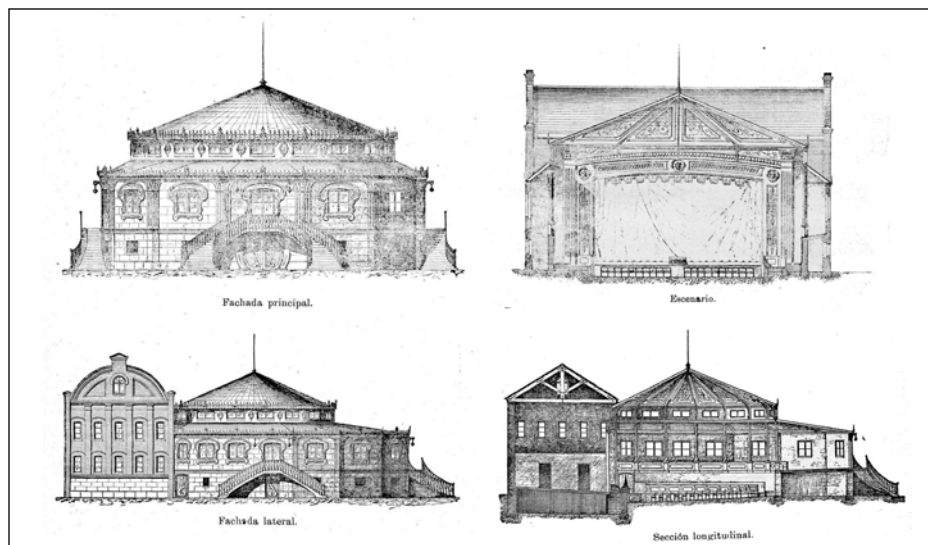 Fachada principal.
Escenario.
Fachada lateral.
Sección longitudinal.